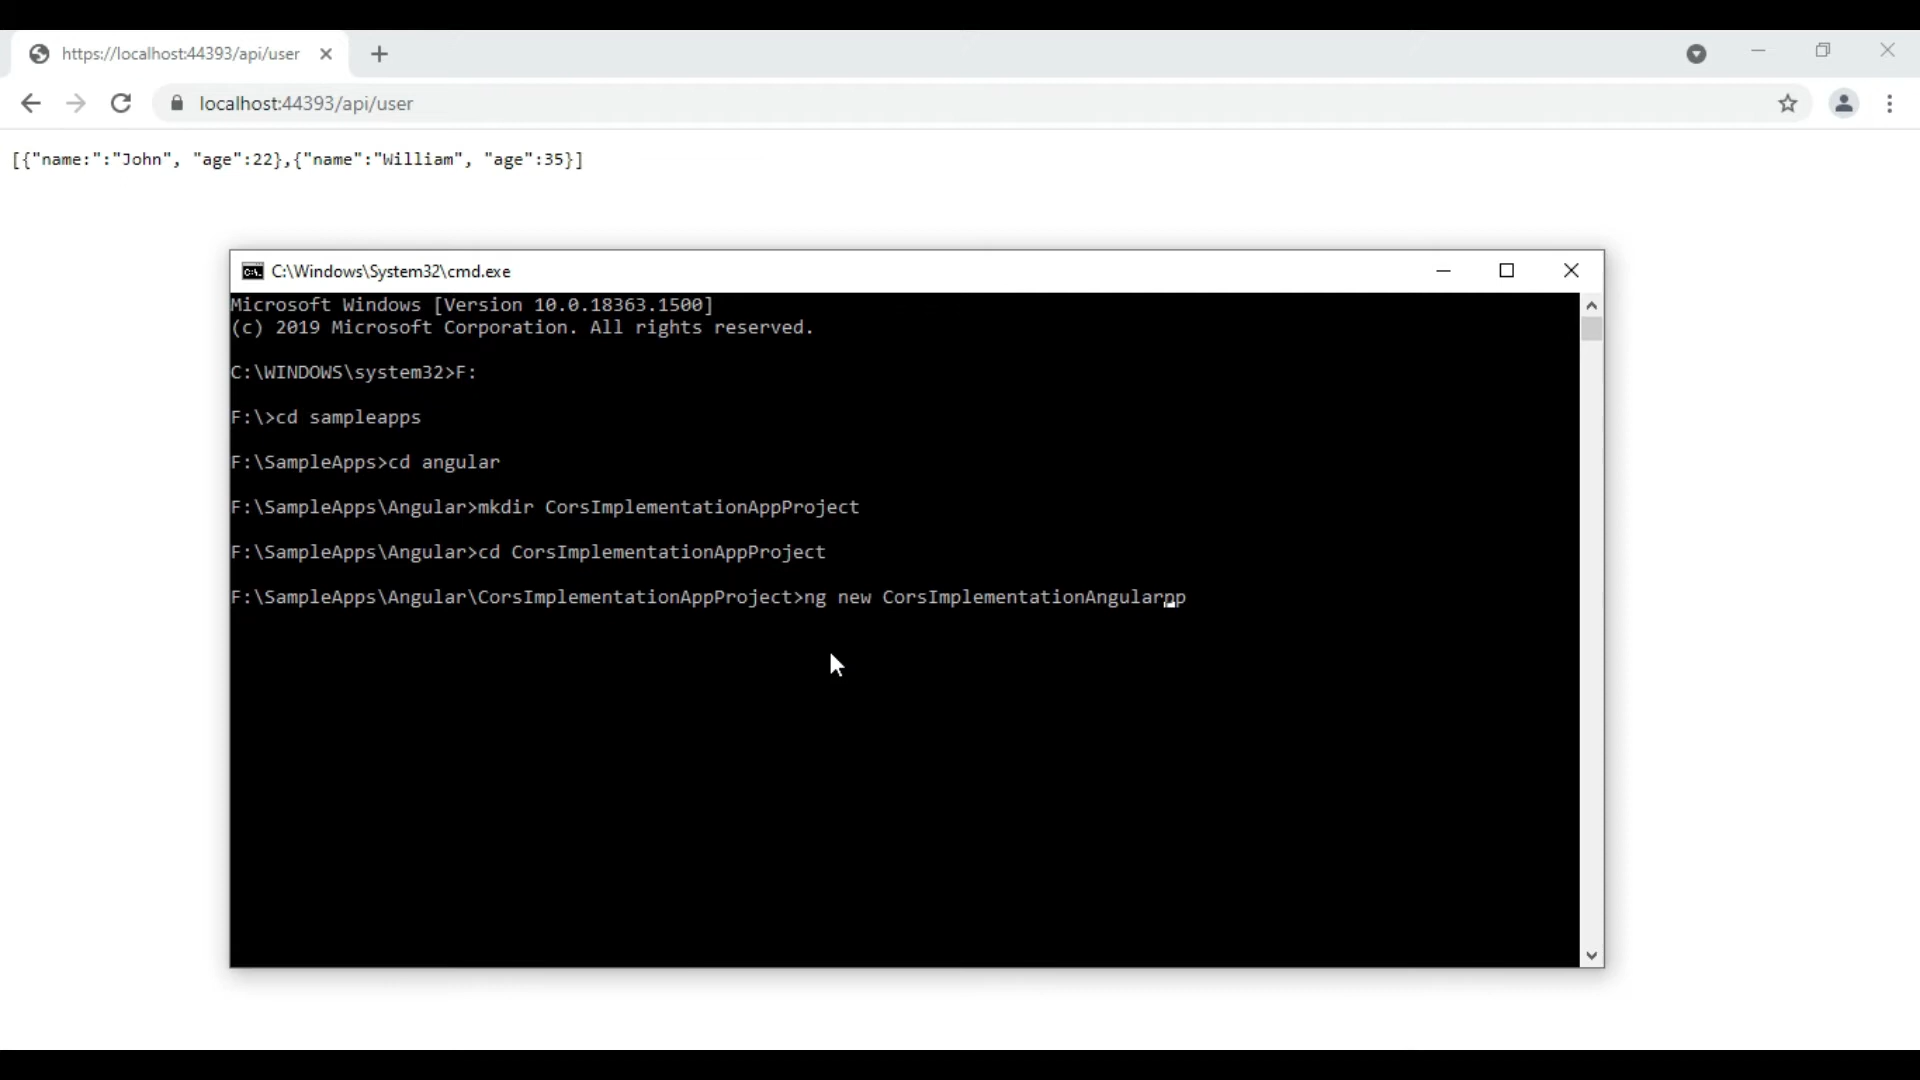 https://localhost:44393/api/user
localhost:44393/api/user
[{"name:":"John", "age":22},{"name":"William", "age":35}]
C:\Windows\System32\cmd.exe
Microsoft Windows [Version 10.0.18363.1500]
(c) 2019 Microsoft Corporation. All rights reserved.
C:\WINDOWS\system32>F:
F:\>cd sampleapps
F:\SampleApps>cd angular
F:\SampleApps\Angular>mkdir CorsImplementationAppProject
F:\SampleApps\Angular>cd CorsImplementationAppProject
F:\SampleApps\Angular\CorsImplementationAppProject>ng new